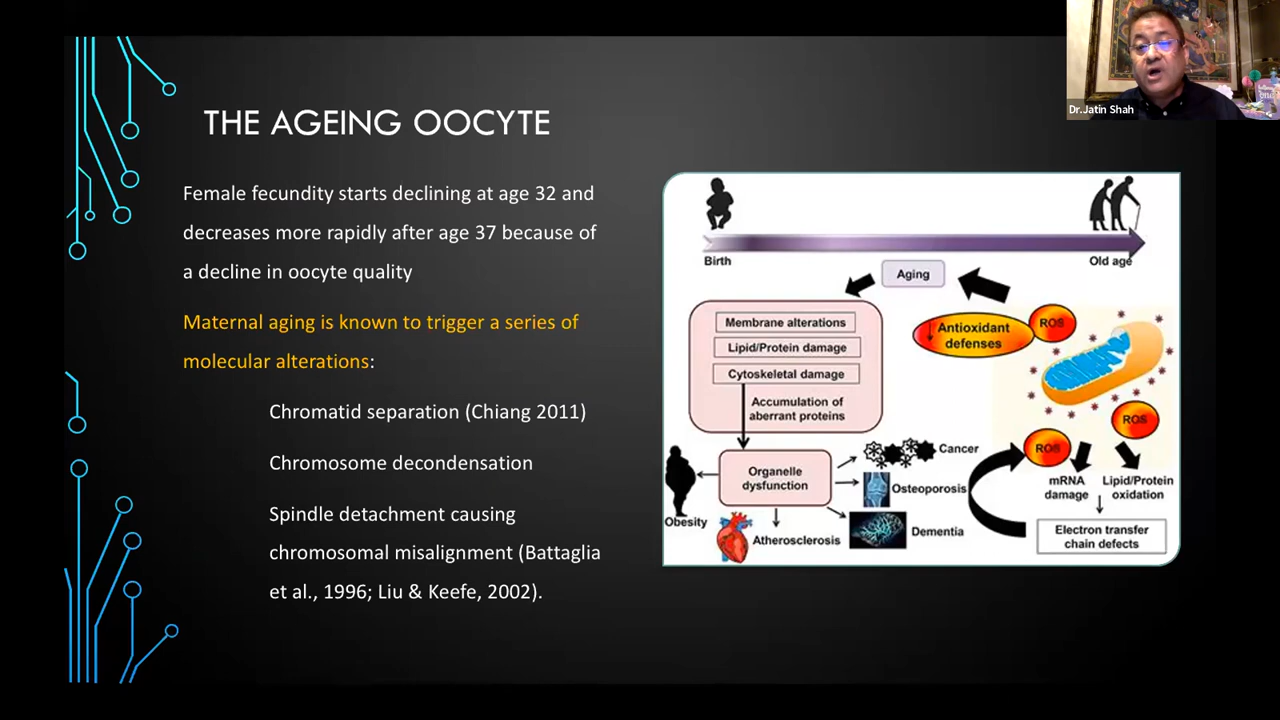 Dr.Jatin Shah
THE AGEING OOCYTE
Female fecundity starts declining at age 32 and
decreases more rapidly after age 37 because of
a decline in oocyte quality
Maternal aging is known to trigger a series of
molecular alterations:
Chromatid separation (Chiang 2011)
Chromosome decondensation
Spindle detachment causing
chromosomal misalignment (Battaglia
et al., 1996; Liu & Keefe, 2002).
Birth
Old age
Aging
Membrane alterations
Lipid/Protein damage
Cytoskeletal damage
Accumulation of
aberrant proteins
Antioxidant
defenses
ROS
ROS
ROS
Organelle
dysfunction
Obesity
Atherosclerosis
Cancer
Osteoporosis
Dementia
mRNA
damage
Lipid/Protein
oxidation
Electron transfer
chain defects